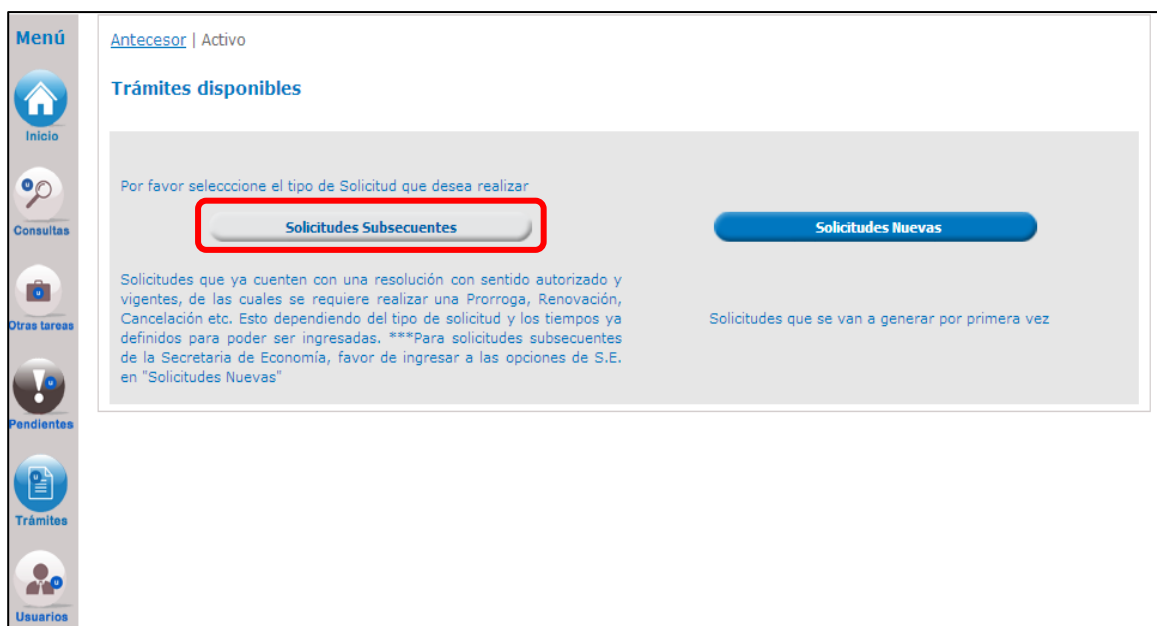 Menú
Inicio
Consultas
Otras tareas
Pendientes
Trámites
Usuarios
Antecesor | Activo
Trámites disponibles
Por favor selecccione el tipo de Solicitud que desea realizar
Solicitudes Subsecuentes
Solicitudes que ya cuenten con una resolución con sentido autorizado y
vigentes, de las cuales se requiere realizar una Prorroga, Renovación,
Cancelación etc. Esto dependiendo del tipo de solicitud y los tiempos ya
definidos para poder ser ingresadas. ***Para solicitudes subsecuentes
de la Secretaria de Economía, favor de ingresar a las opciones de S.E.
en "Solicitudes Nuevas"
Solicitudes Nuevas
Solicitudes que se van a generar por primera vez